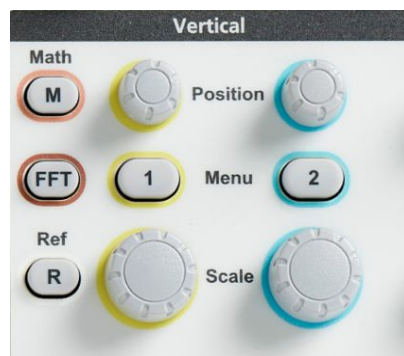 Vertical
Math
M
Position
FFT
1
Menu
2
Ref
R
Scale